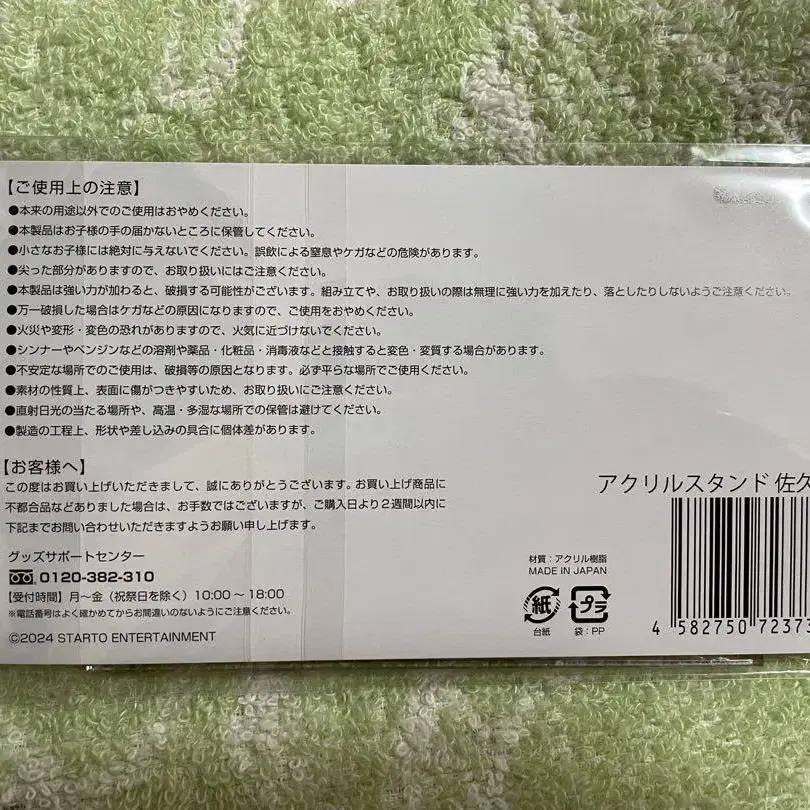 【ご使用上の注意】
●本来の用途以外でのご使用はおやめください。
●本製品はお子様の手の届かないところに保管してください。
●小さなお子様には絶対に与えないでください。誤飲による窒息やケガなどの危険があります。
●尖った部分がありますので、お取り扱いにはご注意ください。
●本製品は強い力が加わると、破損する可能性がございます。組み立てや、お取り扱いの際は無理に強い力を加えたり、落としたりしないようご注意ください。
●万一破損した場合はケガなどの原因になりますので、ご使用をおやめください。
●火災や変形・変色の恐れがありますので、火気に近づけないでください。
●シンナーやベンジンなどの溶剤や薬品・化粧品・消毒液などと接触すると変色・変質する場合があります。
●不安定な場所でのご使用は、破損等の原因となります。必ず平らな場所でご使用ください。
●素材の性質上、表面に傷がつきやすいため、お取り扱いにご注意ください。
●直射日光の当たる場所や、高温・多湿な場所での保管は避けてください。
●製造の工程上、形状や差し込みの具合に個体差があります。
【お客様へ】
この度はお買い上げいただきまして、誠にありがとうございます。お買い上げ商品に
不都合品などありました場合は、お手数ではございますが、ご購入日より2週間以内に
下記までお問い合わせいただきますようお願い申し上げます。
グッズサポートセンター
0120-382-310
【受付時間】月～金（祝祭日を除く）10:00～18:00
※電話番号はよく確かめてからお間違いのないようにご注意ください。
©2024 STARTO ENTERTAINMENT
アクリルスタンド 佐久
材質：アクリル樹脂
MADE IN JAPAN
紙 プラ
台紙 袋：PP
4 582750 72373